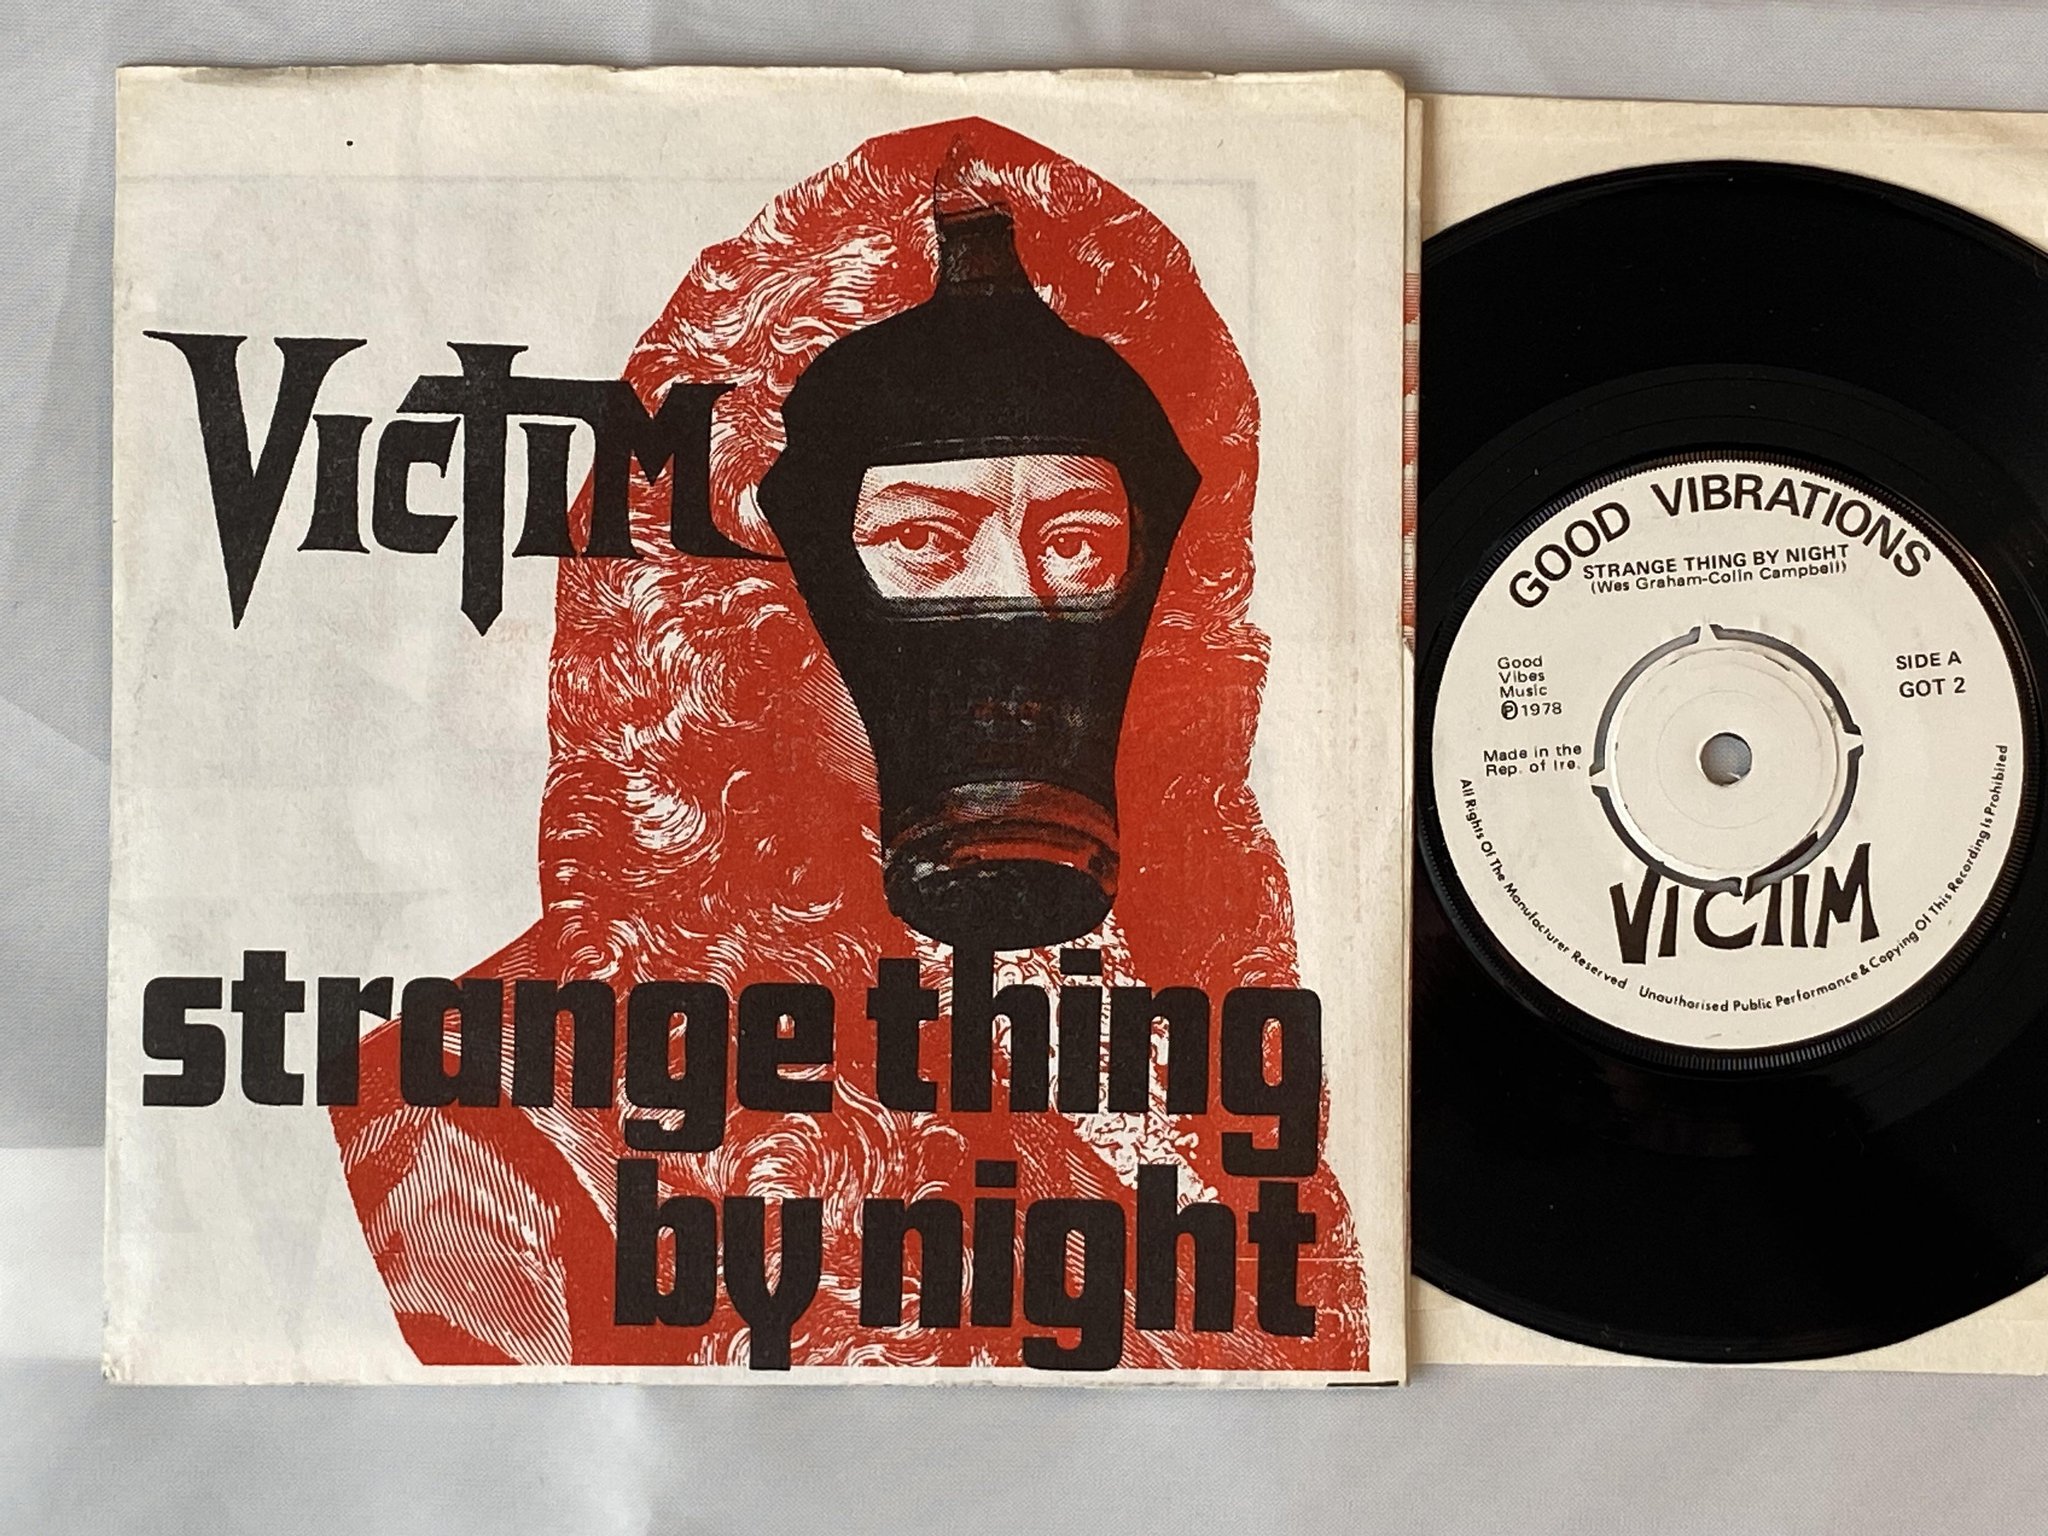 VICTIM
strange thing
by night
GOOD VIBRATIONS
STRANGE THING BY NIGHT
(Wes Graham-Colin Campbell)
Good
Vibes
Music
℗1978
Made in the
Rep. of Ire.
SIDE A
GOT 2
VICTIM
All Rights Of The Manufacturer Reserved Unauthorised Public Performance & Copying Of This Recording Is Prohibited